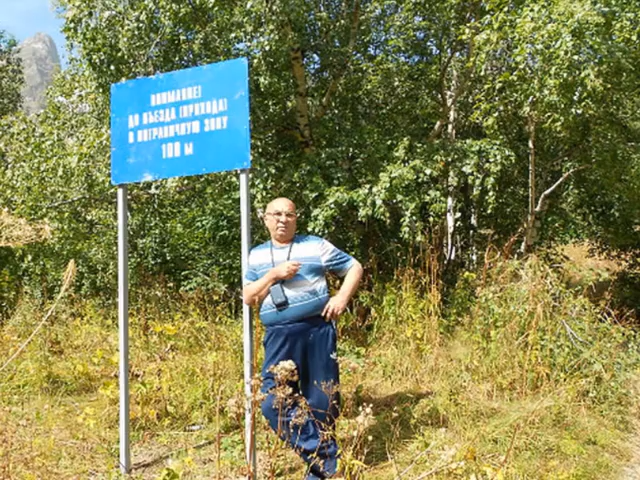 ВНИМАНИЕ!
ДО ВЪЕЗДА (ПРОХОДА)
В ПОГРАНИЧНУЮ ЗОНУ
100 М